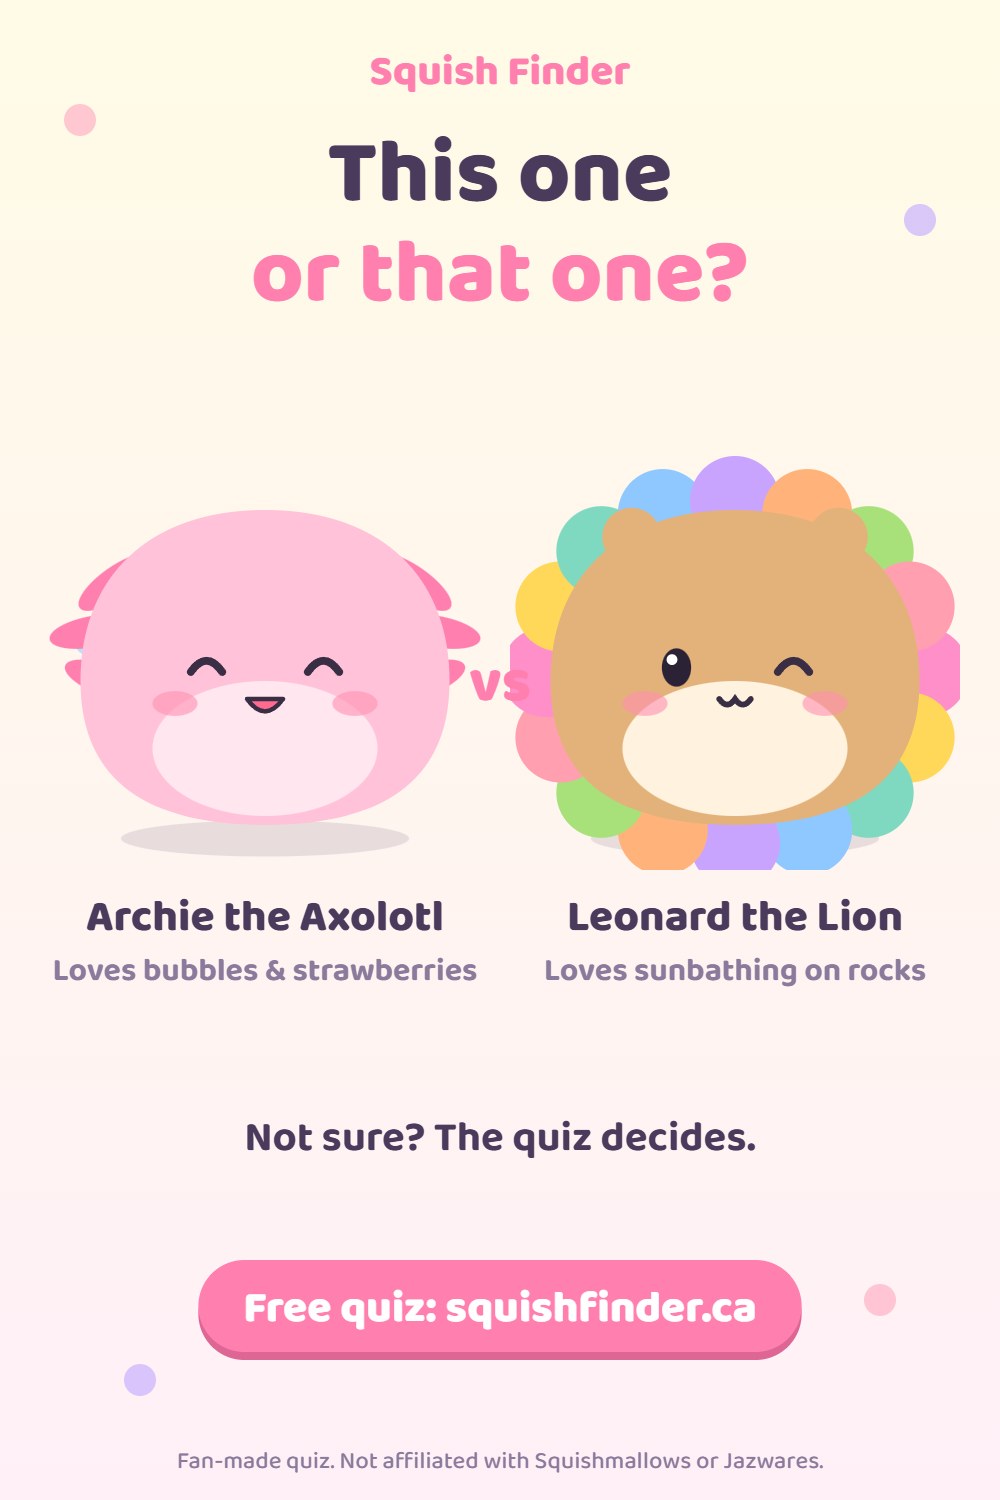 Squish Finder
This one
or that one?
vs
Archie the Axolotl
Leonard the Lion
Loves bubbles & strawberries
Loves sunbathing on rocks
Not sure? The quiz decides.
Free quiz: squishfinder.ca
Fan-made quiz. Not affiliated with Squishmallows or Jazwares.